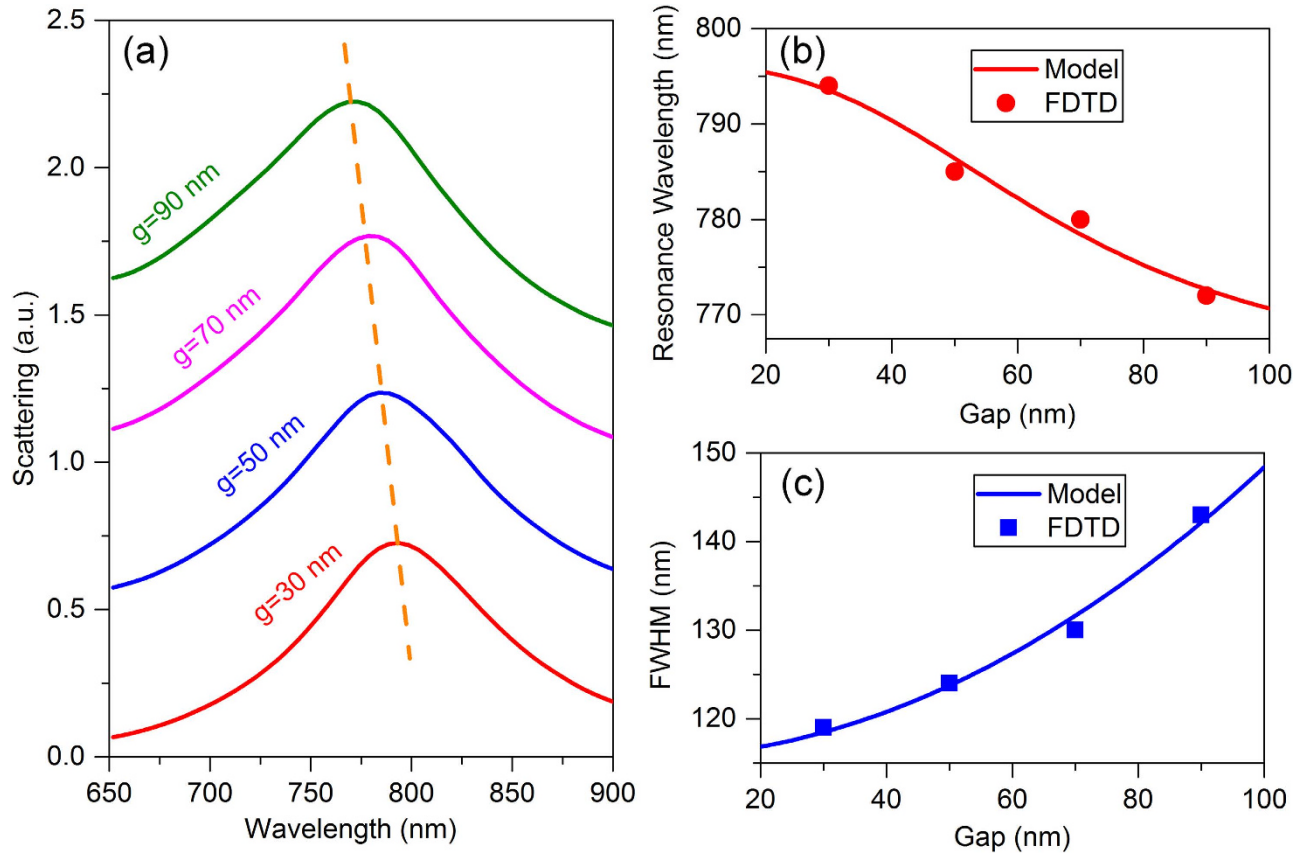 (a)
2.5
2.0
1.5
1.0
0.5
0.0
Scattering (a.u.)
g=90 nm
g=70 nm
g=50 nm
g=30 nm
650 700 750 800 850 900
Wavelength (nm)
(b)
Model
FDTD
800
790
780
770
Resonance Wavelength (nm)
20 40 60 80 100
Gap (nm)
(c)
Model
FDTD
150
140
130
120
FWHM (nm)
20 40 60 80 100
Gap (nm)